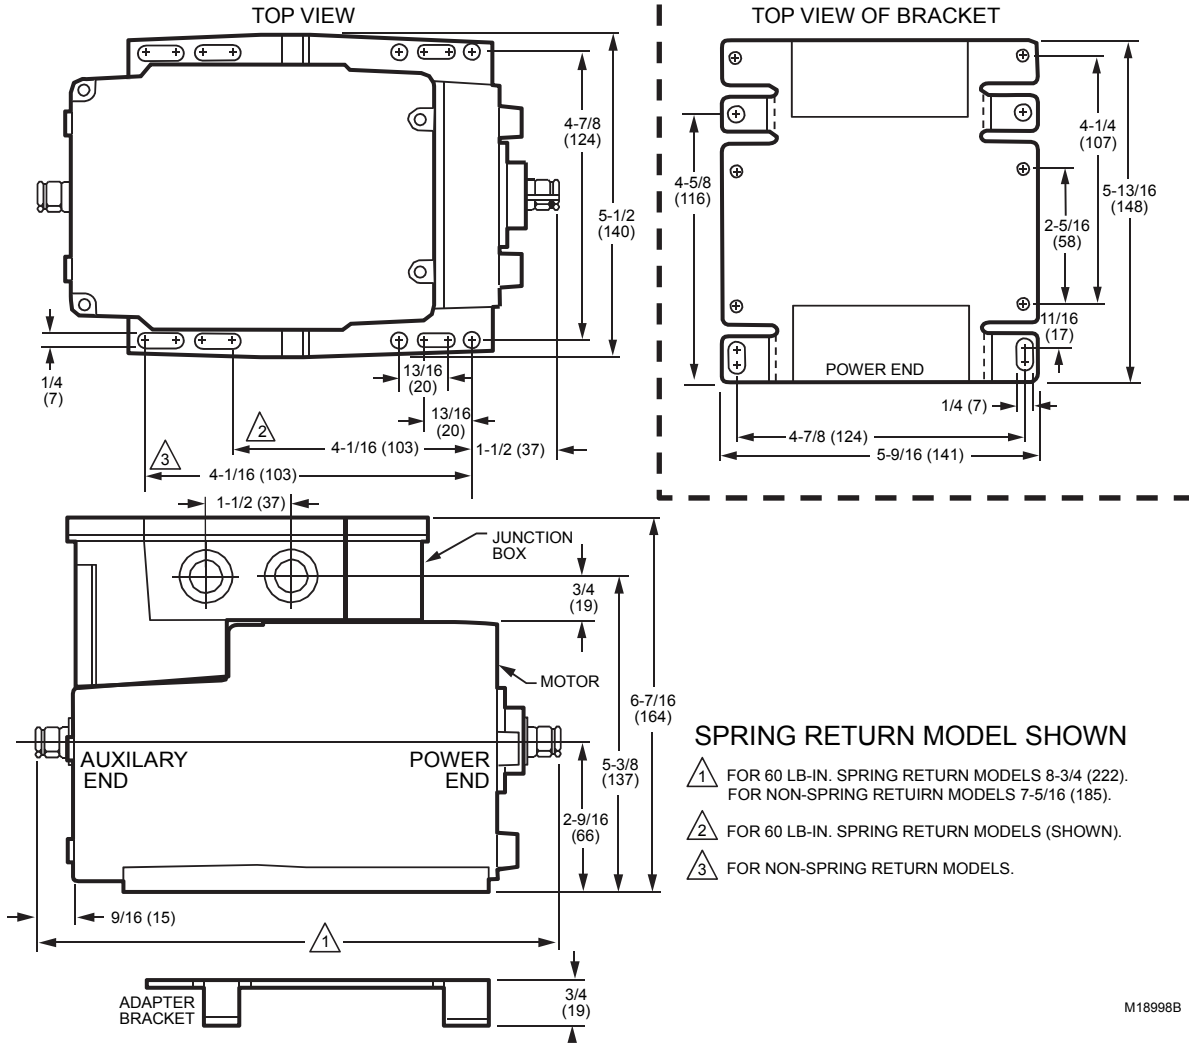 TOP VIEW
4-7/8
(124)
5-1/2
(140)
1/4
(7)
13/16
(20)
13/16
(20)
2
4-1/16 (103)
1-1/2 (37)
3
4-1/16 (103)
TOP VIEW OF BRACKET
4-5/8
(116)
4-1/4
(107)
5-13/16
(148)
2-5/16
(58)
11/16
(17)
POWER END
1/4 (7)
4-7/8 (124)
5-9/16 (141)
1-1/2 (37)
JUNCTION
BOX
3/4
(19)
MOTOR
6-7/16
(164)
5-3/8
(137)
AUXILARY
END
POWER
END
2-9/16
(66)
9/16 (15)
1
ADAPTER
BRACKET
3/4
(19)
SPRING RETURN MODEL SHOWN
1 FOR 60 LB-IN. SPRING RETURN MODELS 8-3/4 (222).
FOR NON-SPRING RETUIRN MODELS 7-5/16 (185).
2 FOR 60 LB-IN. SPRING RETURN MODELS (SHOWN).
3 FOR NON-SPRING RETURN MODELS.
M18998B